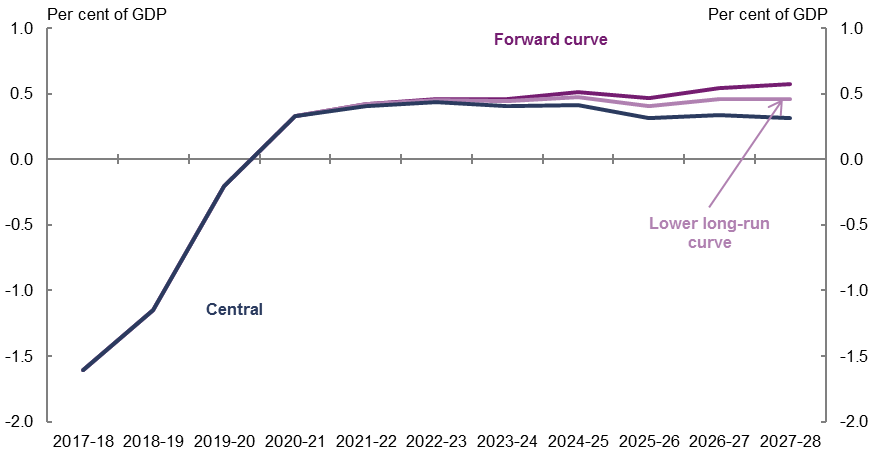 Per cent of GDP Per cent of GDP
1.0 1.0
Forward curve
0.5 0.5
0.0 0.0
-0.5 -0.5
Lower long-run
curve
-1.0 -1.0
Central
-1.5 -1.5
-2.0 -2.0
2017-18 2018-19 2019-20 2020-21 2021-22 2022-23 2023-24 2024-25 2025-26 2026-27 2027-28